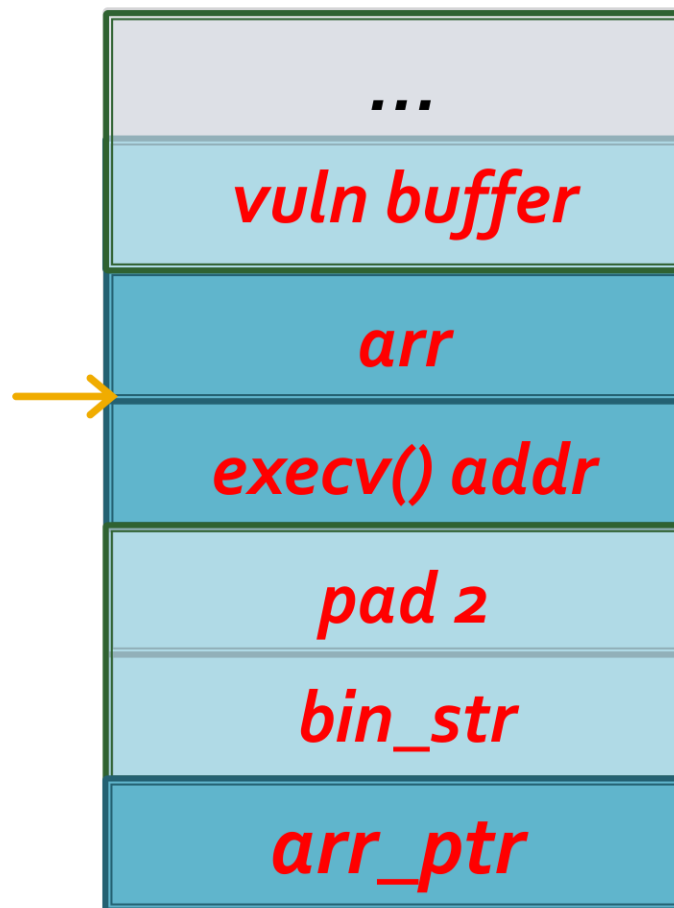 ...
vuln buffer
arr
execv() addr
pad 2
bin_str
arr_ptr